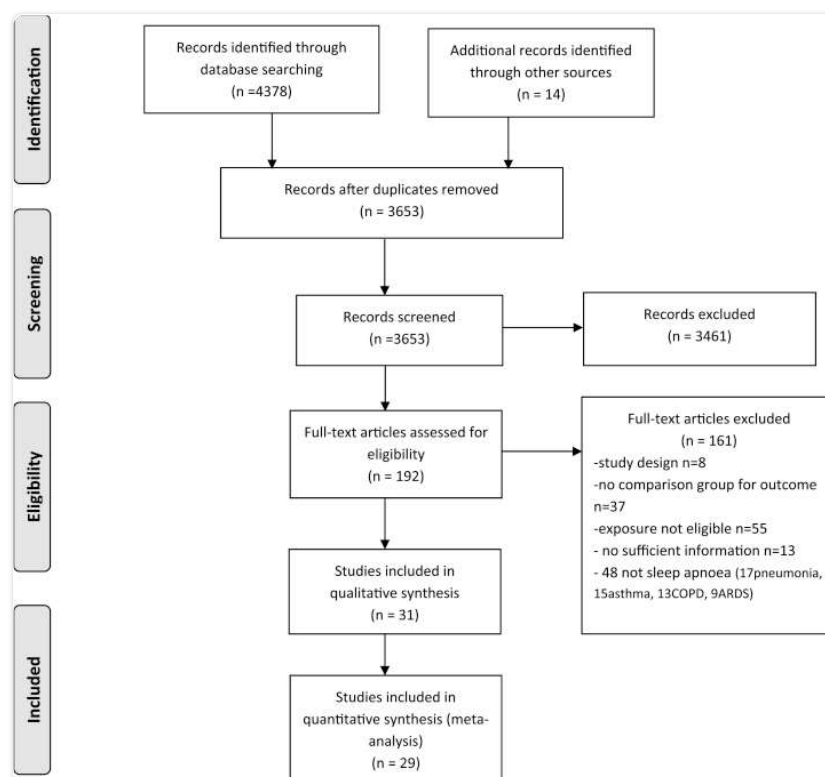 Identification
Records identified through
database searching
(n =4378)
Additional records identified
through other sources
(n = 14)
Records after duplicates removed
(n = 3653)
Screening
Records screened
(n =3653)
Records excluded
(n = 3461)
Eligibility
Full-text articles assessed for
eligibility
(n = 192)
Full-text articles excluded
(n = 161)
-study design n=8
-no comparison group for outcome
n=37
-exposure not eligible n=55
- no sufficient information n=13
- 48 not sleep apnoea (17pneumonia,
15asthma, 13COPD, 9ARDS)
Studies included in
qualitative synthesis
(n = 31)
Included
Studies included in
quantitative synthesis (meta-
analysis)
(n = 29)